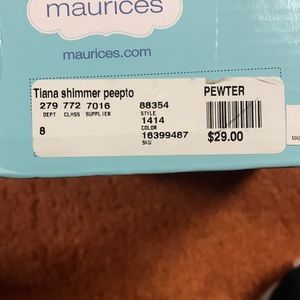 maurices
maurices.com
Tiana shimmer peepto PEWTER
279 772 7016 88354
DEPT CLASS SUPPLIER STYLE
1414
COLOR
8 16399487 $29.00
SKU